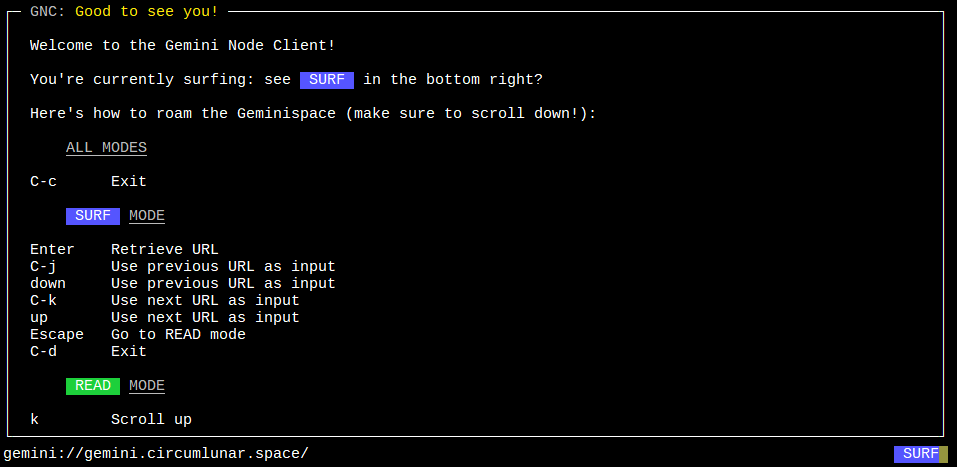 GNC: Good to see you!
Welcome to the Gemini Node Client!
You're currently surfing: see SURF in the bottom right?
Here's how to roam the Geminispace (make sure to scroll down!):
ALL MODES
C-c Exit
SURF MODE
Enter Retrieve URL
C-j Use previous URL as input
down Use previous URL as input
C-k Use next URL as input
up Use next URL as input
Escape Go to READ mode
C-d Exit
READ MODE
k Scroll up
gemini://gemini.circumlunar.space/ SURF